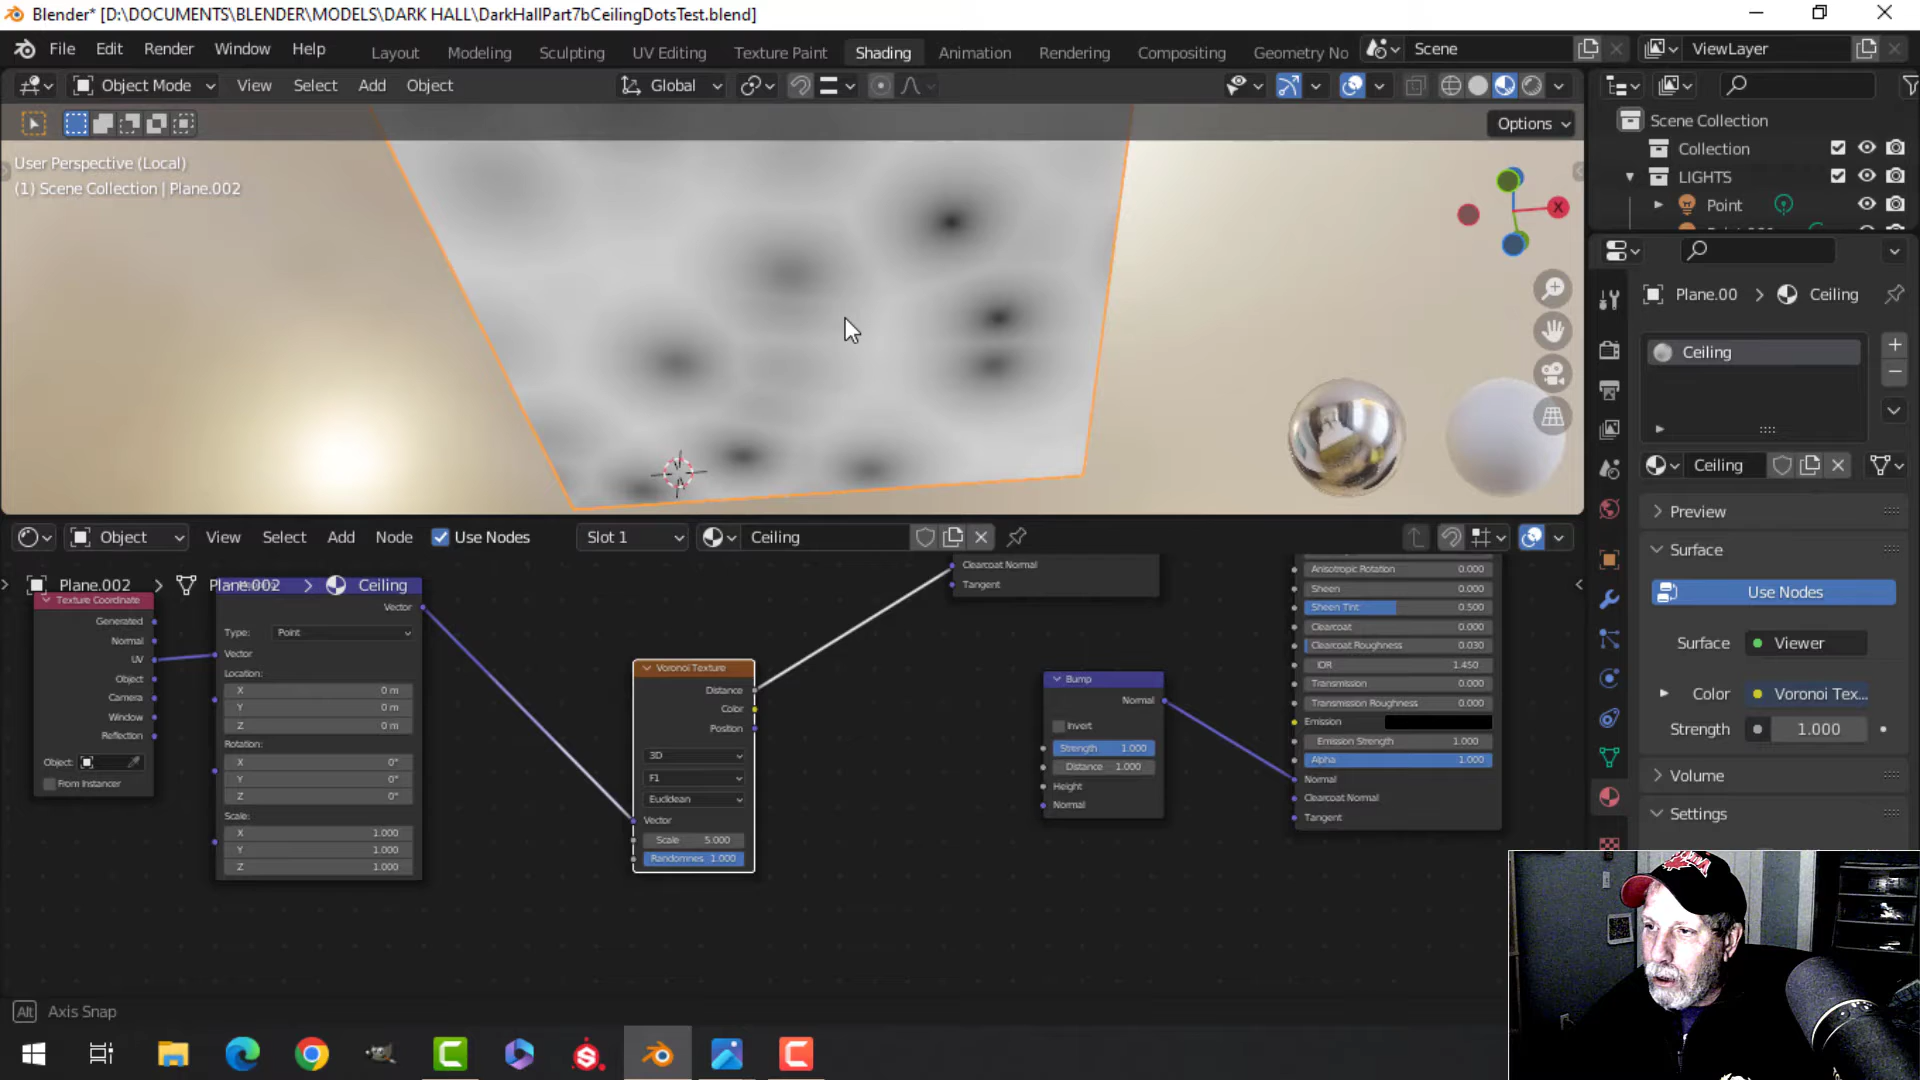 Blender* [D:\DOCUMENTS\BLENDER\MODELS\DARK HALL\DarkHallPart7bCeilingDotsTest.blend]
File Edit Render Window Help Layout Modeling Sculpting UV Editing Texture Paint Shading Animation Rendering Compositing Geometry No Scene ViewLayer
Object Mode View Select Add Object Global
Options
User Perspective (Local)
(1) Scene Collection | Plane.002
X
Scene Collection
Collection
LIGHTS
Point
Plane.00 > Ceiling
Ceiling
Ceiling
Preview
Surface
Use Nodes
Surface Viewer
Color Voronoi Tex...
Strength 1.000
Volume
Settings
Object View Select Add Node Use Nodes Slot 1 Ceiling
Plane.002 > Plane.002 > Ceiling
Texture Coordinate
Generated
Normal
UV
Object
Camera
Window
Reflection
Object:
From Instancer
Vector
Type: Point
Vector
Location:
X 0 m
Y 0 m
Z 0 m
Rotation:
X 0°
Y 0°
Z 0°
Scale:
X 1.000
Y 1.000
Z 1.000
Voronoi Texture
Distance
Color
Position
3D
F1
Euclidean
Vector
Scale 5.000
Randomnes 1.000
Clearcoat Normal
Tangent
Bump
Normal
Invert
Strength 1.000
Distance 1.000
Height
Normal
Anisotropic Rotation 0.000
Sheen 0.000
Sheen Tint 0.500
Clearcoat 0.000
Clearcoat Roughness 0.030
IOR 1.450
Transmission 0.000
Transmission Roughness 0.000
Emission
Emission Strength 1.000
Alpha 1.000
Normal
Clearcoat Normal
Tangent
Alt Axis Snap